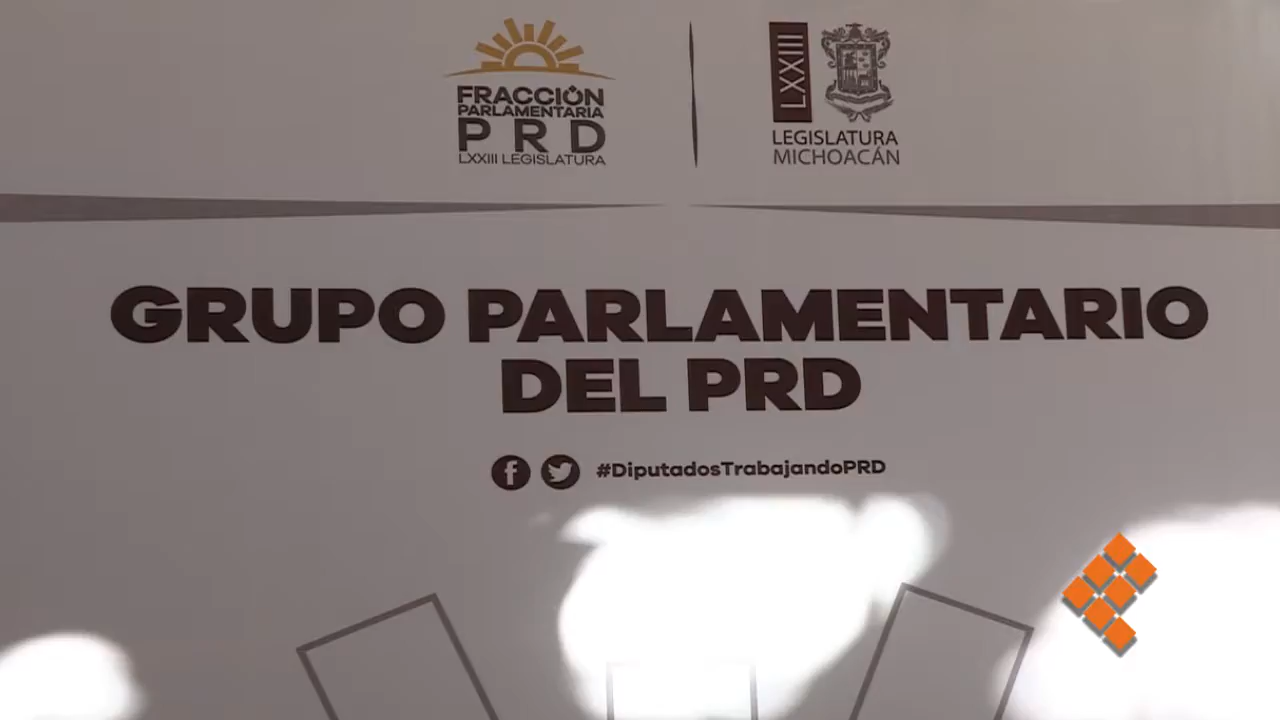 FRACCIÓN
PARLAMENTARIA
PRD
LXXIII LEGISLATURA
LXXIII
LEGISLATURA
MICHOACÁN
GRUPO PARLAMENTARIO
DEL PRD
#DiputadosTrabajandoPRD